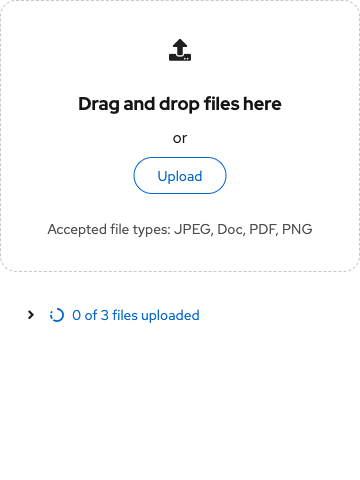 Drag and drop files here
or
Upload
Accepted file types: JPEG, Doc, PDF, PNG
0 of 3 files uploaded